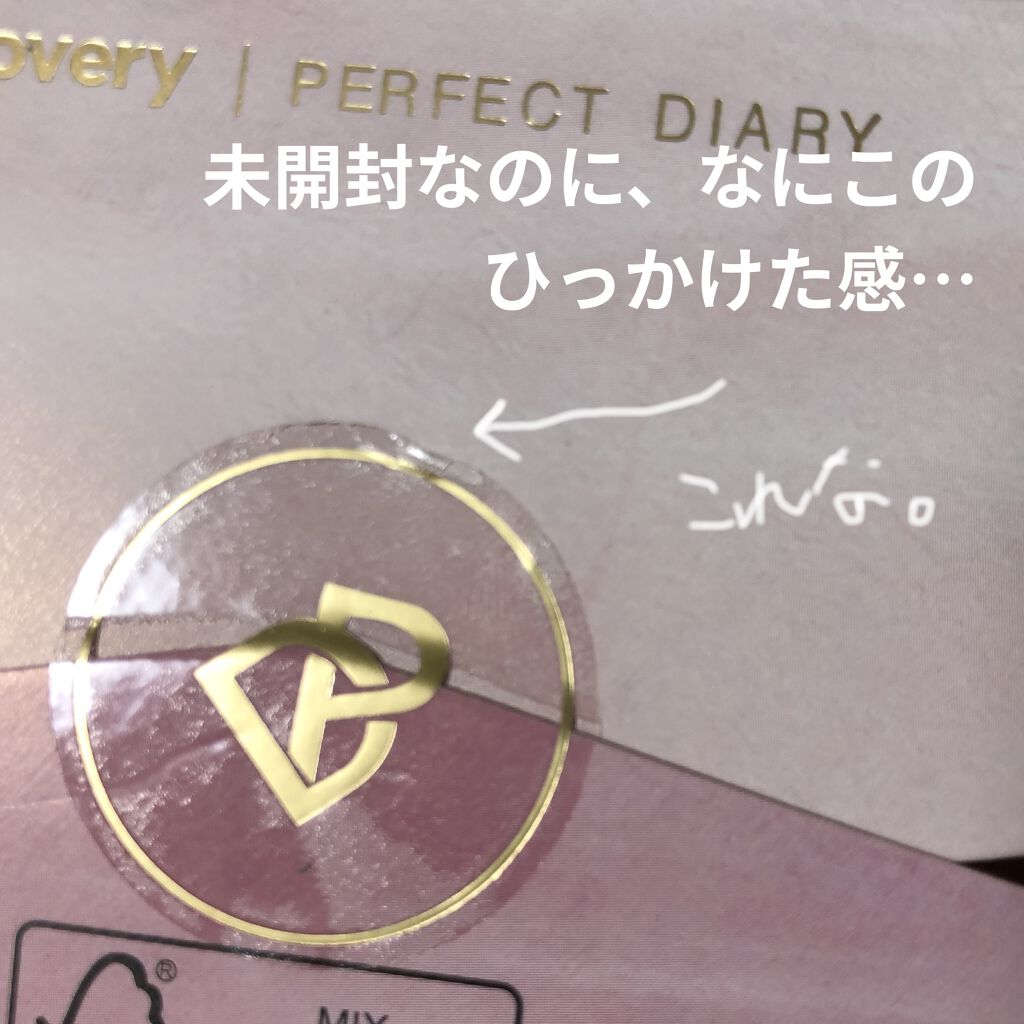 overy | PERFECT DIARY
未開封なのに、なにこの
ひっかけた感…
これな。
®
MIX